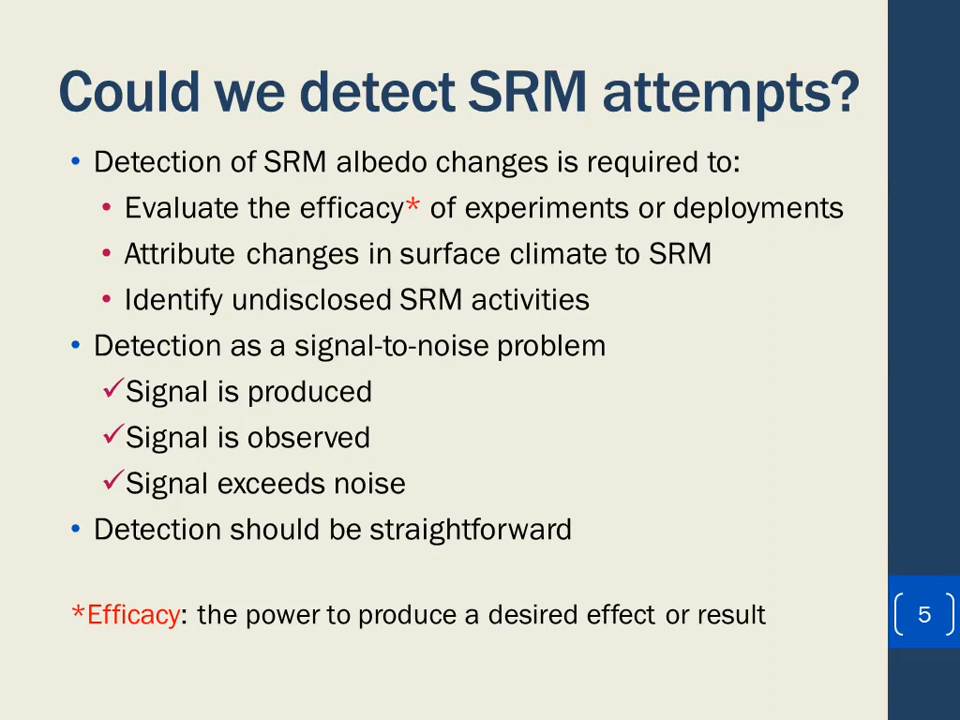 Could we detect SRM attempts?
• Detection of SRM albedo changes is required to:
• Evaluate the efficacy* of experiments or deployments
• Attribute changes in surface climate to SRM
• Identify undisclosed SRM activities
• Detection as a signal-to-noise problem
✓Signal is produced
✓Signal is observed
✓Signal exceeds noise
• Detection should be straightforward
*Efficacy: the power to produce a desired effect or result
5